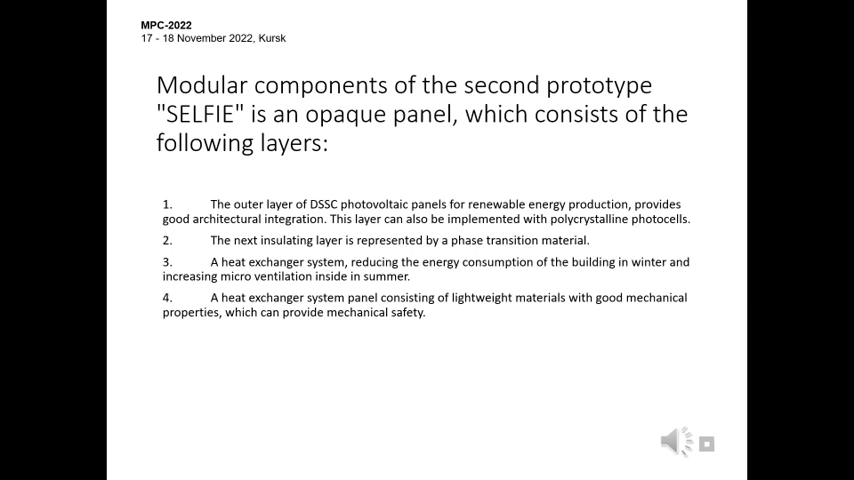 MPC-2022
17 - 18 November 2022, Kursk
Modular components of the second prototype
"SELFIE" is an opaque panel, which consists of the
following layers:
1. The outer layer of DSSC photovoltaic panels for renewable energy production, provides
good architectural integration. This layer can also be implemented with polycrystalline photocells.
2. The next insulating layer is represented by a phase transition material.
3. A heat exchanger system, reducing the energy consumption of the building in winter and
increasing micro ventilation inside in summer.
4. A heat exchanger system panel consisting of lightweight materials with good mechanical
properties, which can provide mechanical safety.